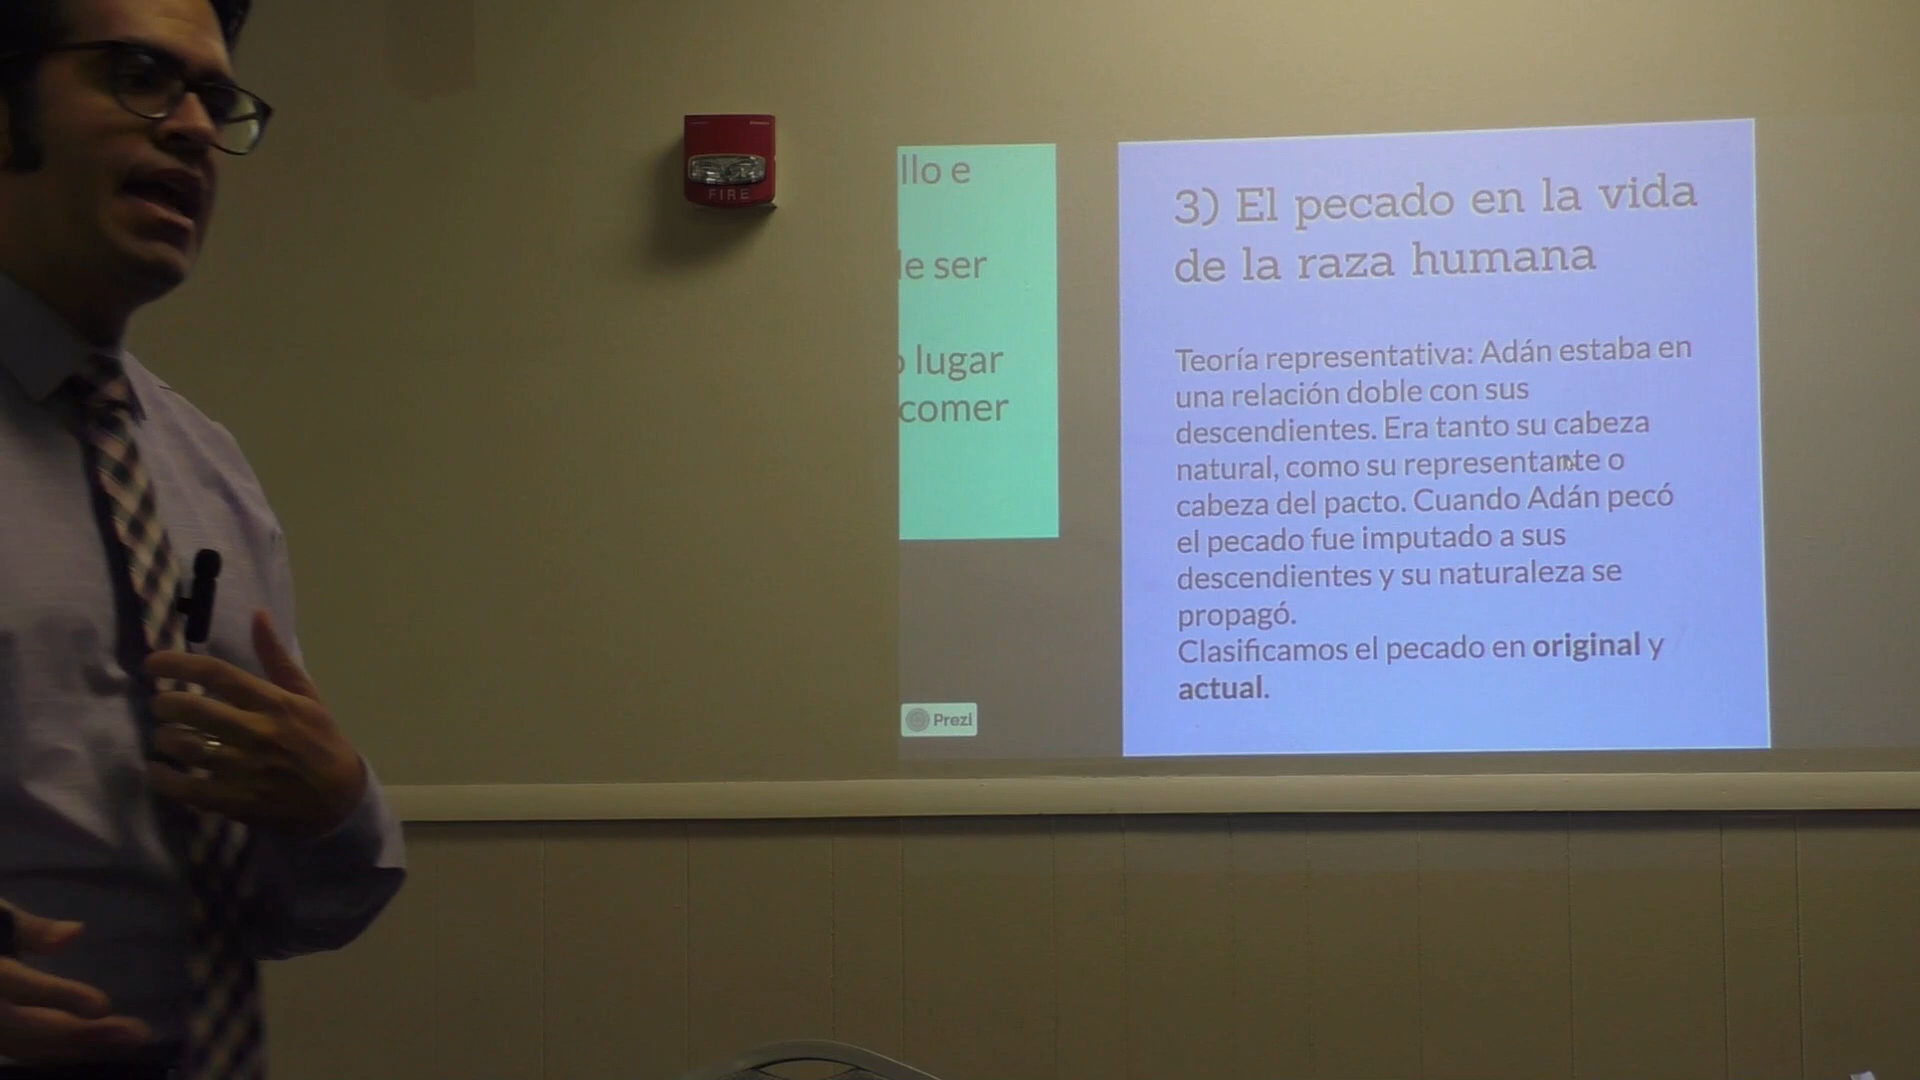 FIRE
llo e
e ser
lugar
comer
Prezi
3) El pecado en la vida
de la raza humana
Teoría representativa: Adán estaba en
una relación doble con sus
descendientes. Era tanto su cabeza
natural, como su representante o
cabeza del pacto. Cuando Adán pecó
el pecado fue imputado a sus
descendientes y su naturaleza se
propagó.
Clasificamos el pecado en original y
actual.